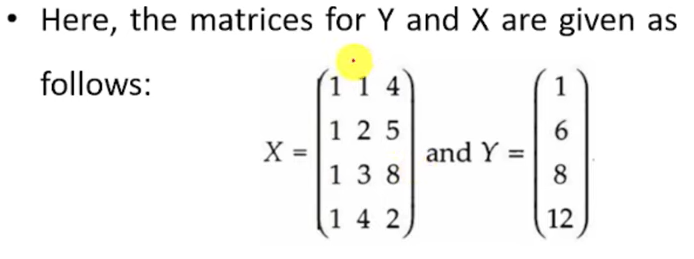 • Here, the matrices for Y and X are given as
follows:
X = (1 1 4
1 2 5
1 3 8
1 4 2) and Y = (1
6
8
12).